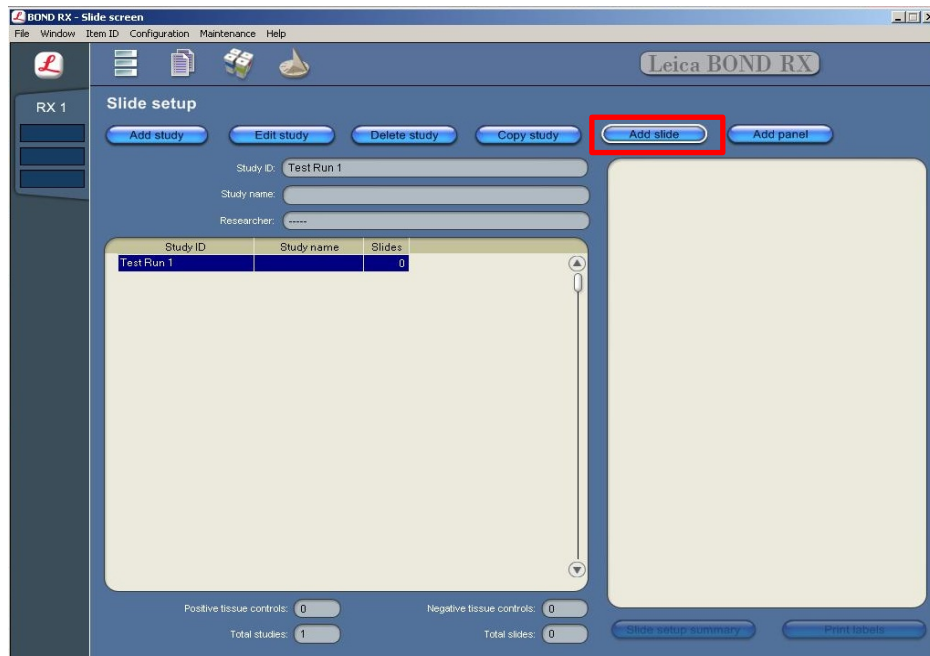 BOND RX - Slide screen
File Window Item ID Configuration Maintenance Help
Leica BOND RX
RX 1
Slide setup
Add study Edit study Delete study Copy study Add slide Add panel
Study ID: Test Run 1
Study name:
Researcher: -----
Study ID Study name Slides
Test Run 1 0
Positive tissue controls: 0 Negative tissue controls: 0
Total studies: 1 Total slides: 0
Slide setup summary Print labels